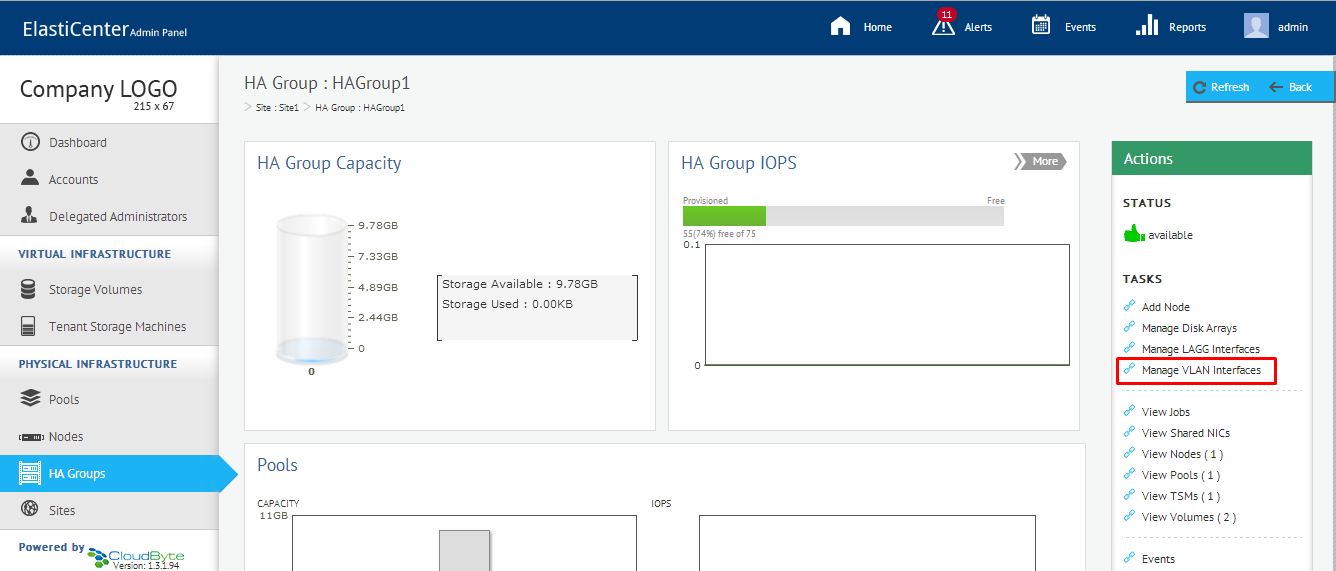 ElastiCenter Admin Panel
Home
11
Alerts
Events
Reports
admin
Company LOGO
215 x 67
Dashboard
Accounts
Delegated Administrators
VIRTUAL INFRASTRUCTURE
Storage Volumes
Tenant Storage Machines
PHYSICAL INFRASTRUCTURE
Pools
Nodes
HA Groups
Sites
Powered by CloudByte
Version: 1.3.1.94
HA Group : HAGroup1
Site : Site1 HA Group : HAGroup1
Refresh Back
HA Group Capacity
9.78GB
7.33GB
4.89GB
2.44GB
0
0
Storage Available : 9.78GB
Storage Used : 0.00KB
HA Group IOPS
More
Provisioned Free
55(74%) free of 75
0.1
0
Pools
CAPACITY
11GB
IOPS
Actions
STATUS
available
TASKS
Add Node
Manage Disk Arrays
Manage LAGG Interfaces
Manage VLAN Interfaces
View Jobs
View Shared NICs
View Nodes ( 1 )
View Pools ( 1 )
View TSMs ( 1 )
View Volumes ( 2 )
Events